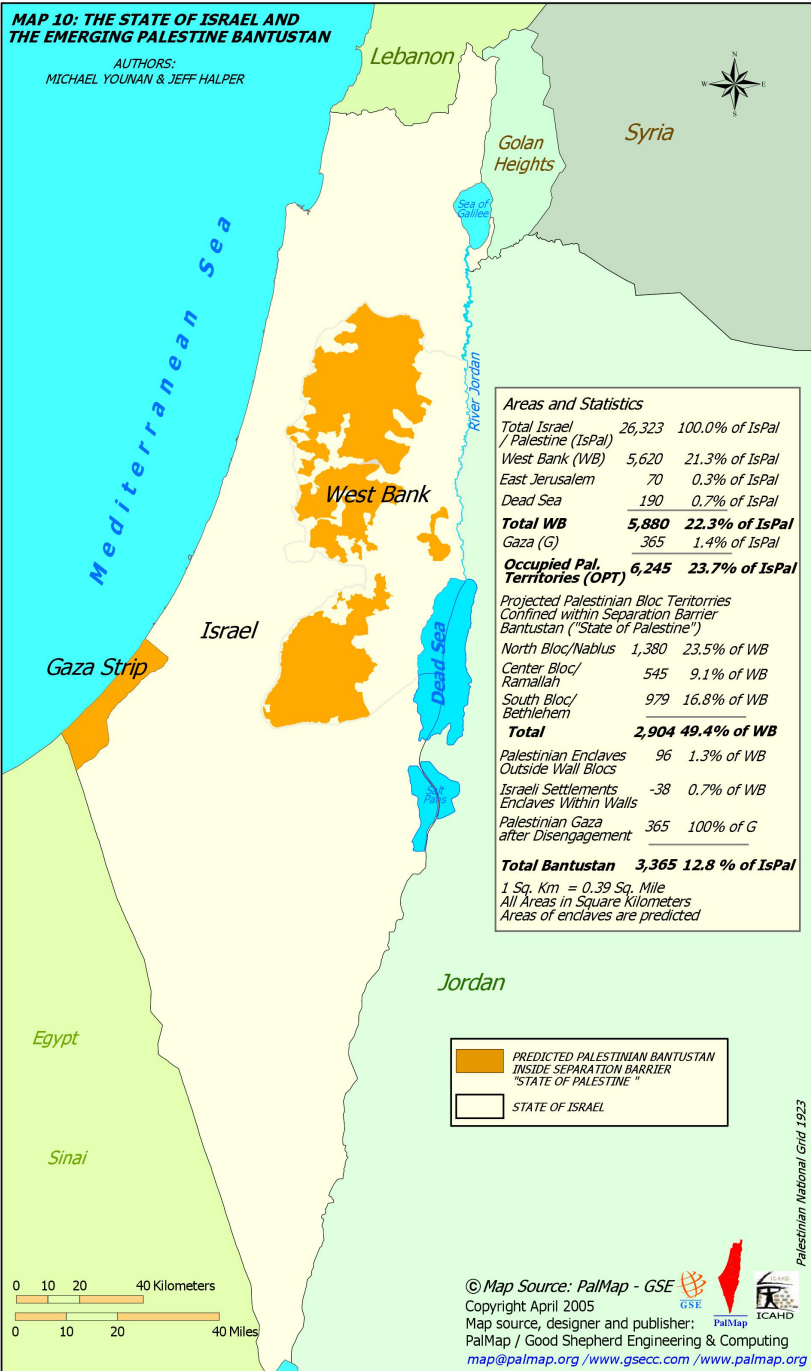 MAP 10: THE STATE OF ISRAEL AND
THE EMERGING PALESTINE BANTUSTAN
AUTHORS:
MICHAEL YOUNAN & JEFF HALPER
Lebanon
N
W E
S
Golan
Heights
Syria
Sea of
Galilee
Mediterranean Sea
River Jordan
West Bank
Israel
Gaza Strip
Dead Sea
Salt
Pans
Areas and Statistics
Total Israel 26,323 100.0% of IsPal
/ Palestine (IsPal)
West Bank (WB) 5,620 21.3% of IsPal
East Jerusalem 70 0.3% of IsPal
Dead Sea 190 0.7% of IsPal
Total WB 5,880 22.3% of IsPal
Gaza (G) 365 1.4% of IsPal
Occupied Pal. 6,245 23.7% of IsPal
Territories (OPT)
Projected Palestinian Bloc Teritorries
Confined within Separation Barrier
Bantustan ("State of Palestine")
North Bloc/Nablus 1,380 23.5% of WB
Center Bloc/ 545 9.1% of WB
Ramallah
South Bloc/ 979 16.8% of WB
Bethlehem
Total 2,904 49.4% of WB
Palestinian Enclaves 96 1.3% of WB
Outside Wall Blocs
Israeli Settlements -38 0.7% of WB
Enclaves Within Walls
Palestinian Gaza 365 100% of G
after Disengagement
Total Bantustan 3,365 12.8 % of IsPal
1 Sq. Km = 0.39 Sq. Mile
All Areas in Square Kilometers
Areas of enclaves are predicted
Jordan
Egypt
Sinai
PREDICTED PALESTINIAN BANTUSTAN
INSIDE SEPARATION BARRIER
"STATE OF PALESTINE "
STATE OF ISRAEL
Palestinian National Grid 1923
0 10 20 40 Kilometers
0 10 20 40 Miles
© Map Source: PalMap - GSE
GSE
PalMap
ICAHD
ICAHD
Copyright April 2005
Map source, designer and publisher:
PalMap / Good Shepherd Engineering & Computing
map@palmap.org /www.gsecc.com /www.palmap.org